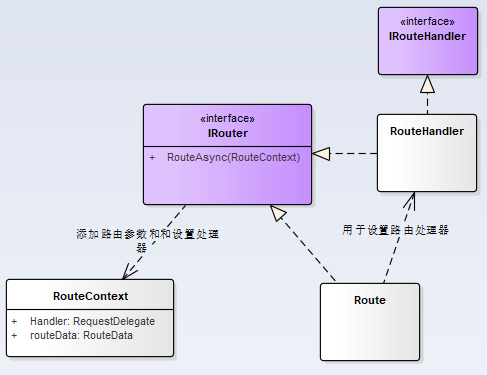 «interface»
IRouteHandler
«interface»
IRouter
+ RouteAsync(RouteContext)
RouteHandler
添加路由参数和和设置处理
器
用于设置路由处理器
RouteContext
+ Handler: RequestDelegate
+ routeData: RouteData
Route